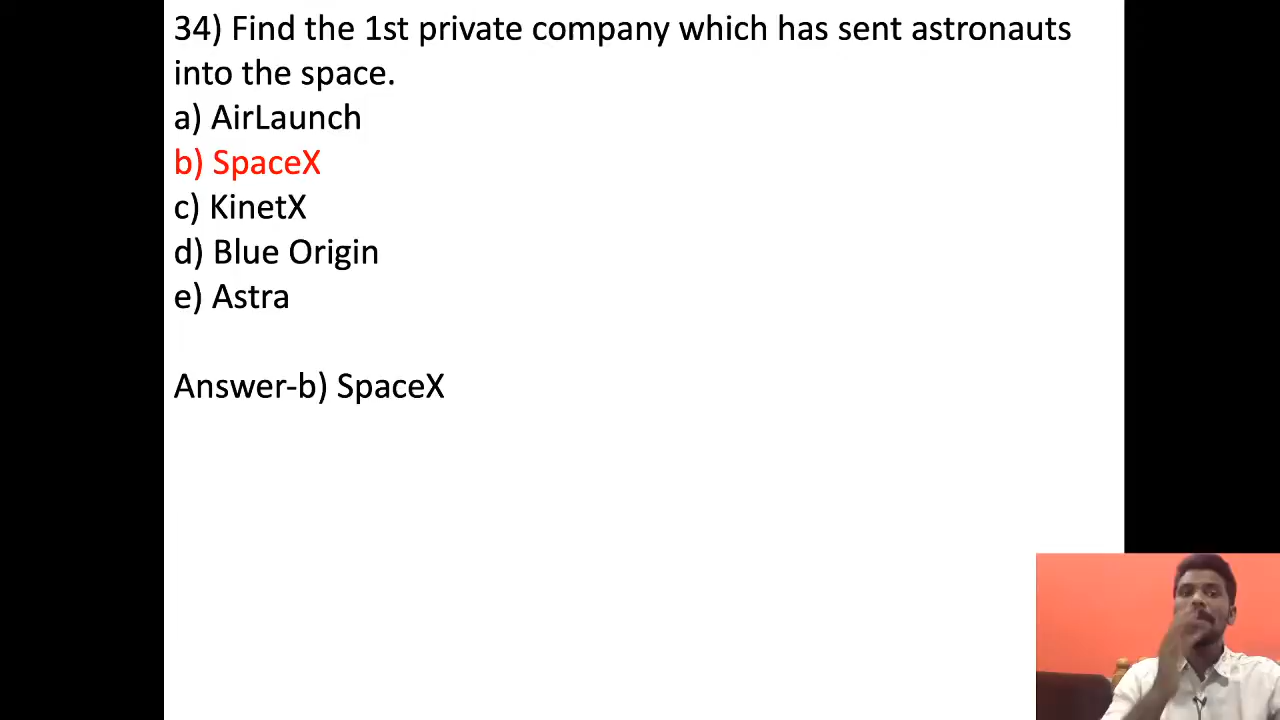 34) Find the 1st private company which has sent astronauts
into the space.
a) AirLaunch
b) SpaceX
c) KinetX
d) Blue Origin
e) Astra
Answer-b) SpaceX